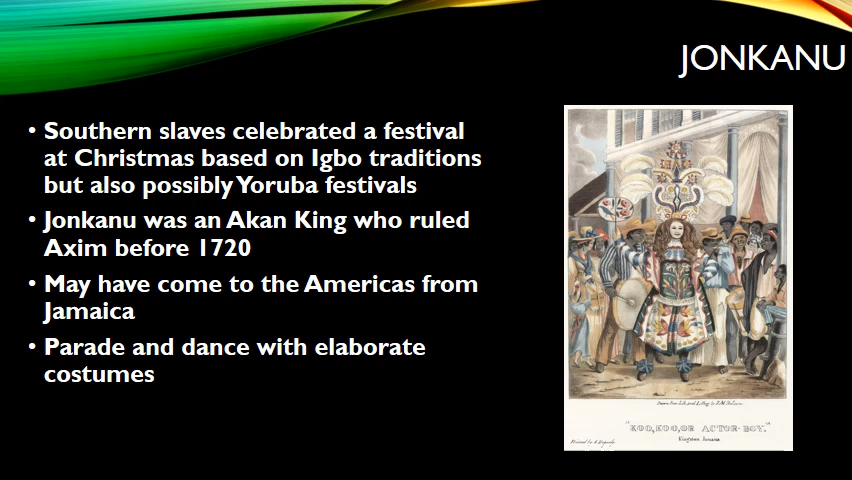 JONKANU
• Southern slaves celebrated a festival
at Christmas based on Igbo traditions
but also possibly Yoruba festivals
• Jonkanu was an Akan King who ruled
Axim before 1720
• May have come to the Americas from
Jamaica
• Parade and dance with elaborate
costumes
"KOO, KOO, OR ACTOR-BOY."
Kingston Jamaica